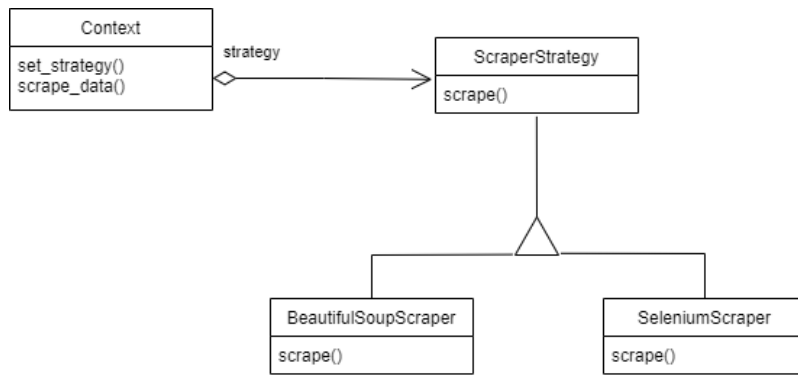 Context
set_strategy()
scrape_data()
strategy
ScraperStrategy
scrape()
BeautifulSoupScraper
scrape()
SeleniumScraper
scrape()